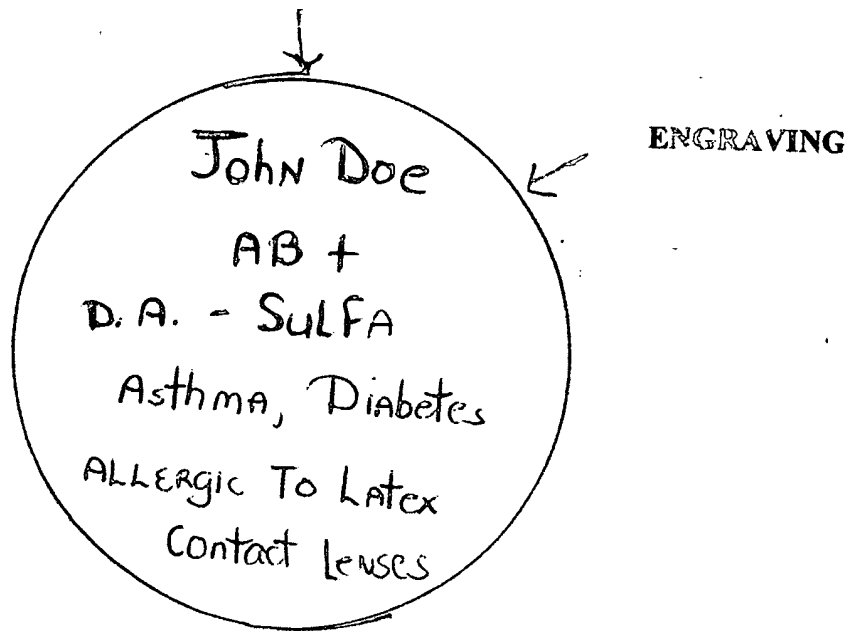 John Doe
ENGRAVING
AB +
D. A. - SULFA
Asthma, Diabetes
ALLERGIC To Latex
Contact Lenses